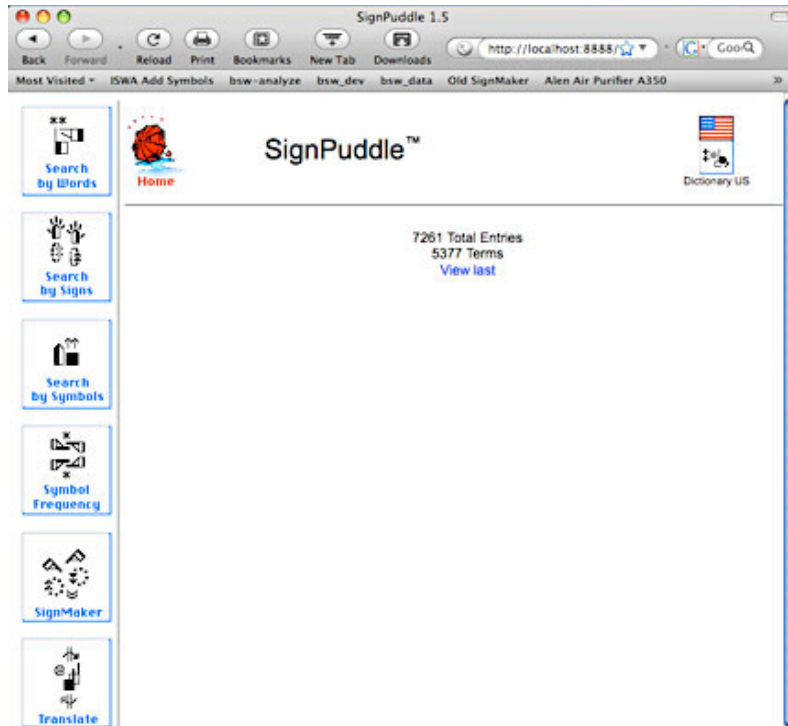 SignPuddle 1.5
Back Forward Reload Print Bookmarks New Tab Downloads
http://localhost:8888/
Goo
Most Visited ISWA Add Symbols bsw-analyze bsw_dev bsw_data Old SignMaker Alen Air Purifier A350 »
Search
by Words
Home
SignPuddle™
Dictionary US
7261 Total Entries
5377 Terms
View last
Search
by Signs
Search
by Symbols
Symbol
Frequency
SignMaker
Translate